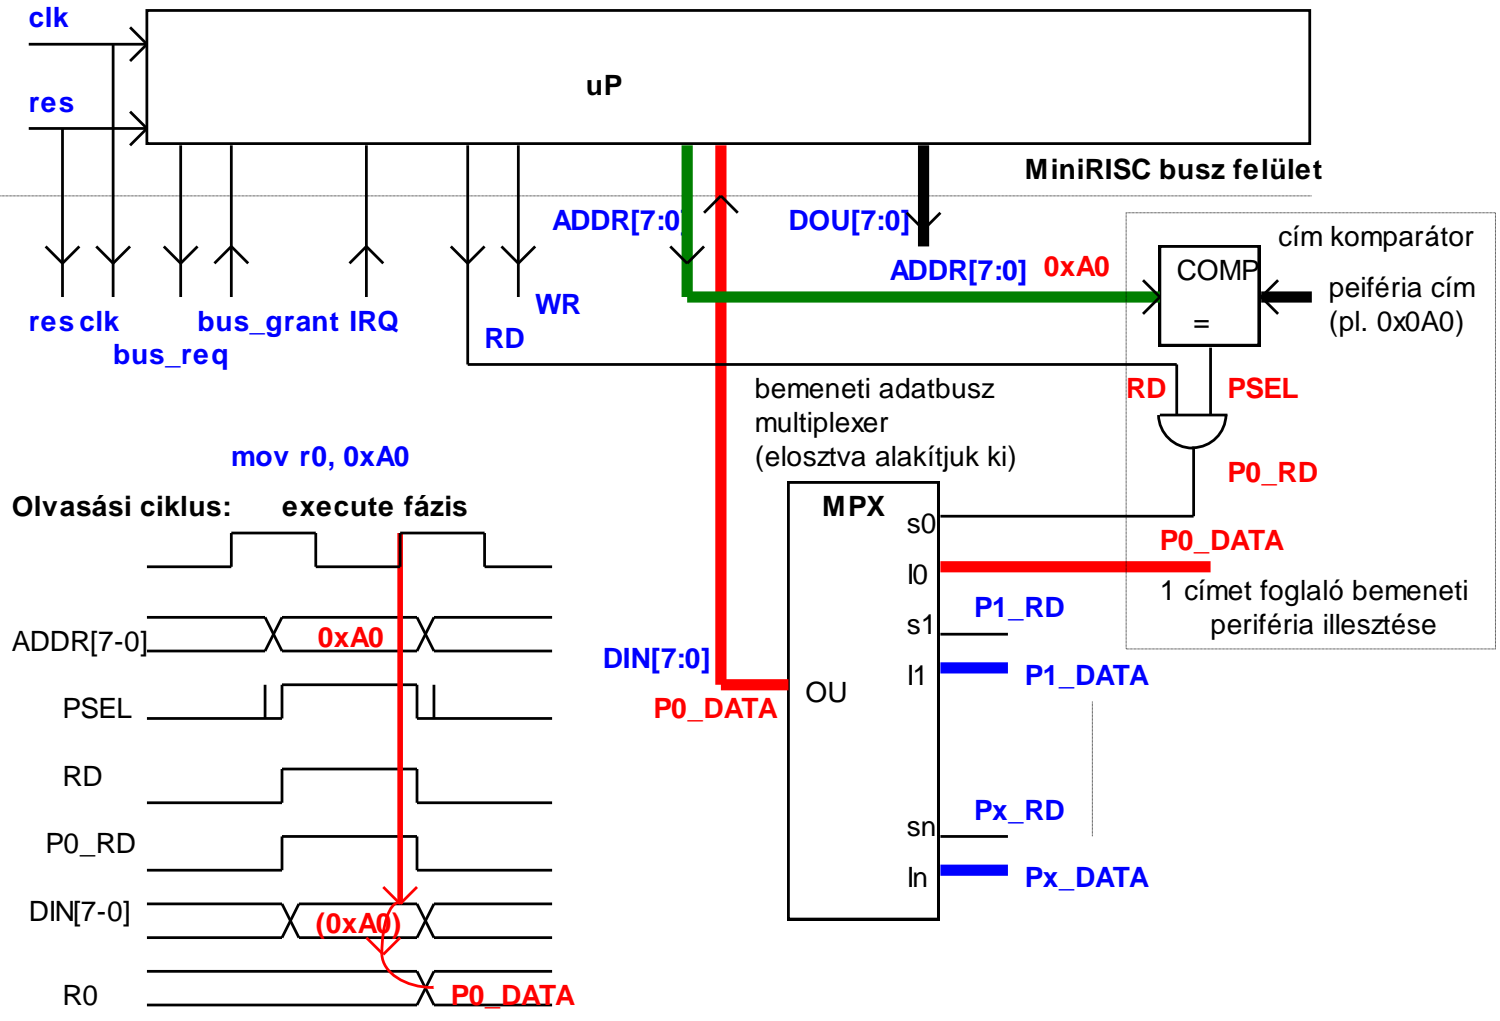 clk
uP
res
MiniRISC busz felület
ADDR[7:0]
DOU[7:0]
cím komparátor
ADDR[7:0] 0xA0
COMP
=
peiféria cím
(pl. 0x0A0)
WR
res clk
bus_grant IRQ
RD
bus_req
RD
PSEL
bemeneti adatbusz
multiplexer
(elosztva alakítjuk ki)
mov r0, 0xA0
P0_RD
Olvasási ciklus:
execute fázis
MPX
s0
P0_DATA
I0
1 címet foglaló bemeneti
periféria illesztése
P1_RD
s1
ADDR[7-0]
0xA0
DIN[7:0]
I1
P1_DATA
OU
P0_DATA
PSEL
RD
Px_RD
sn
P0_RD
In
Px_DATA
DIN[7-0]
(0xA0)
R0
P0_DATA